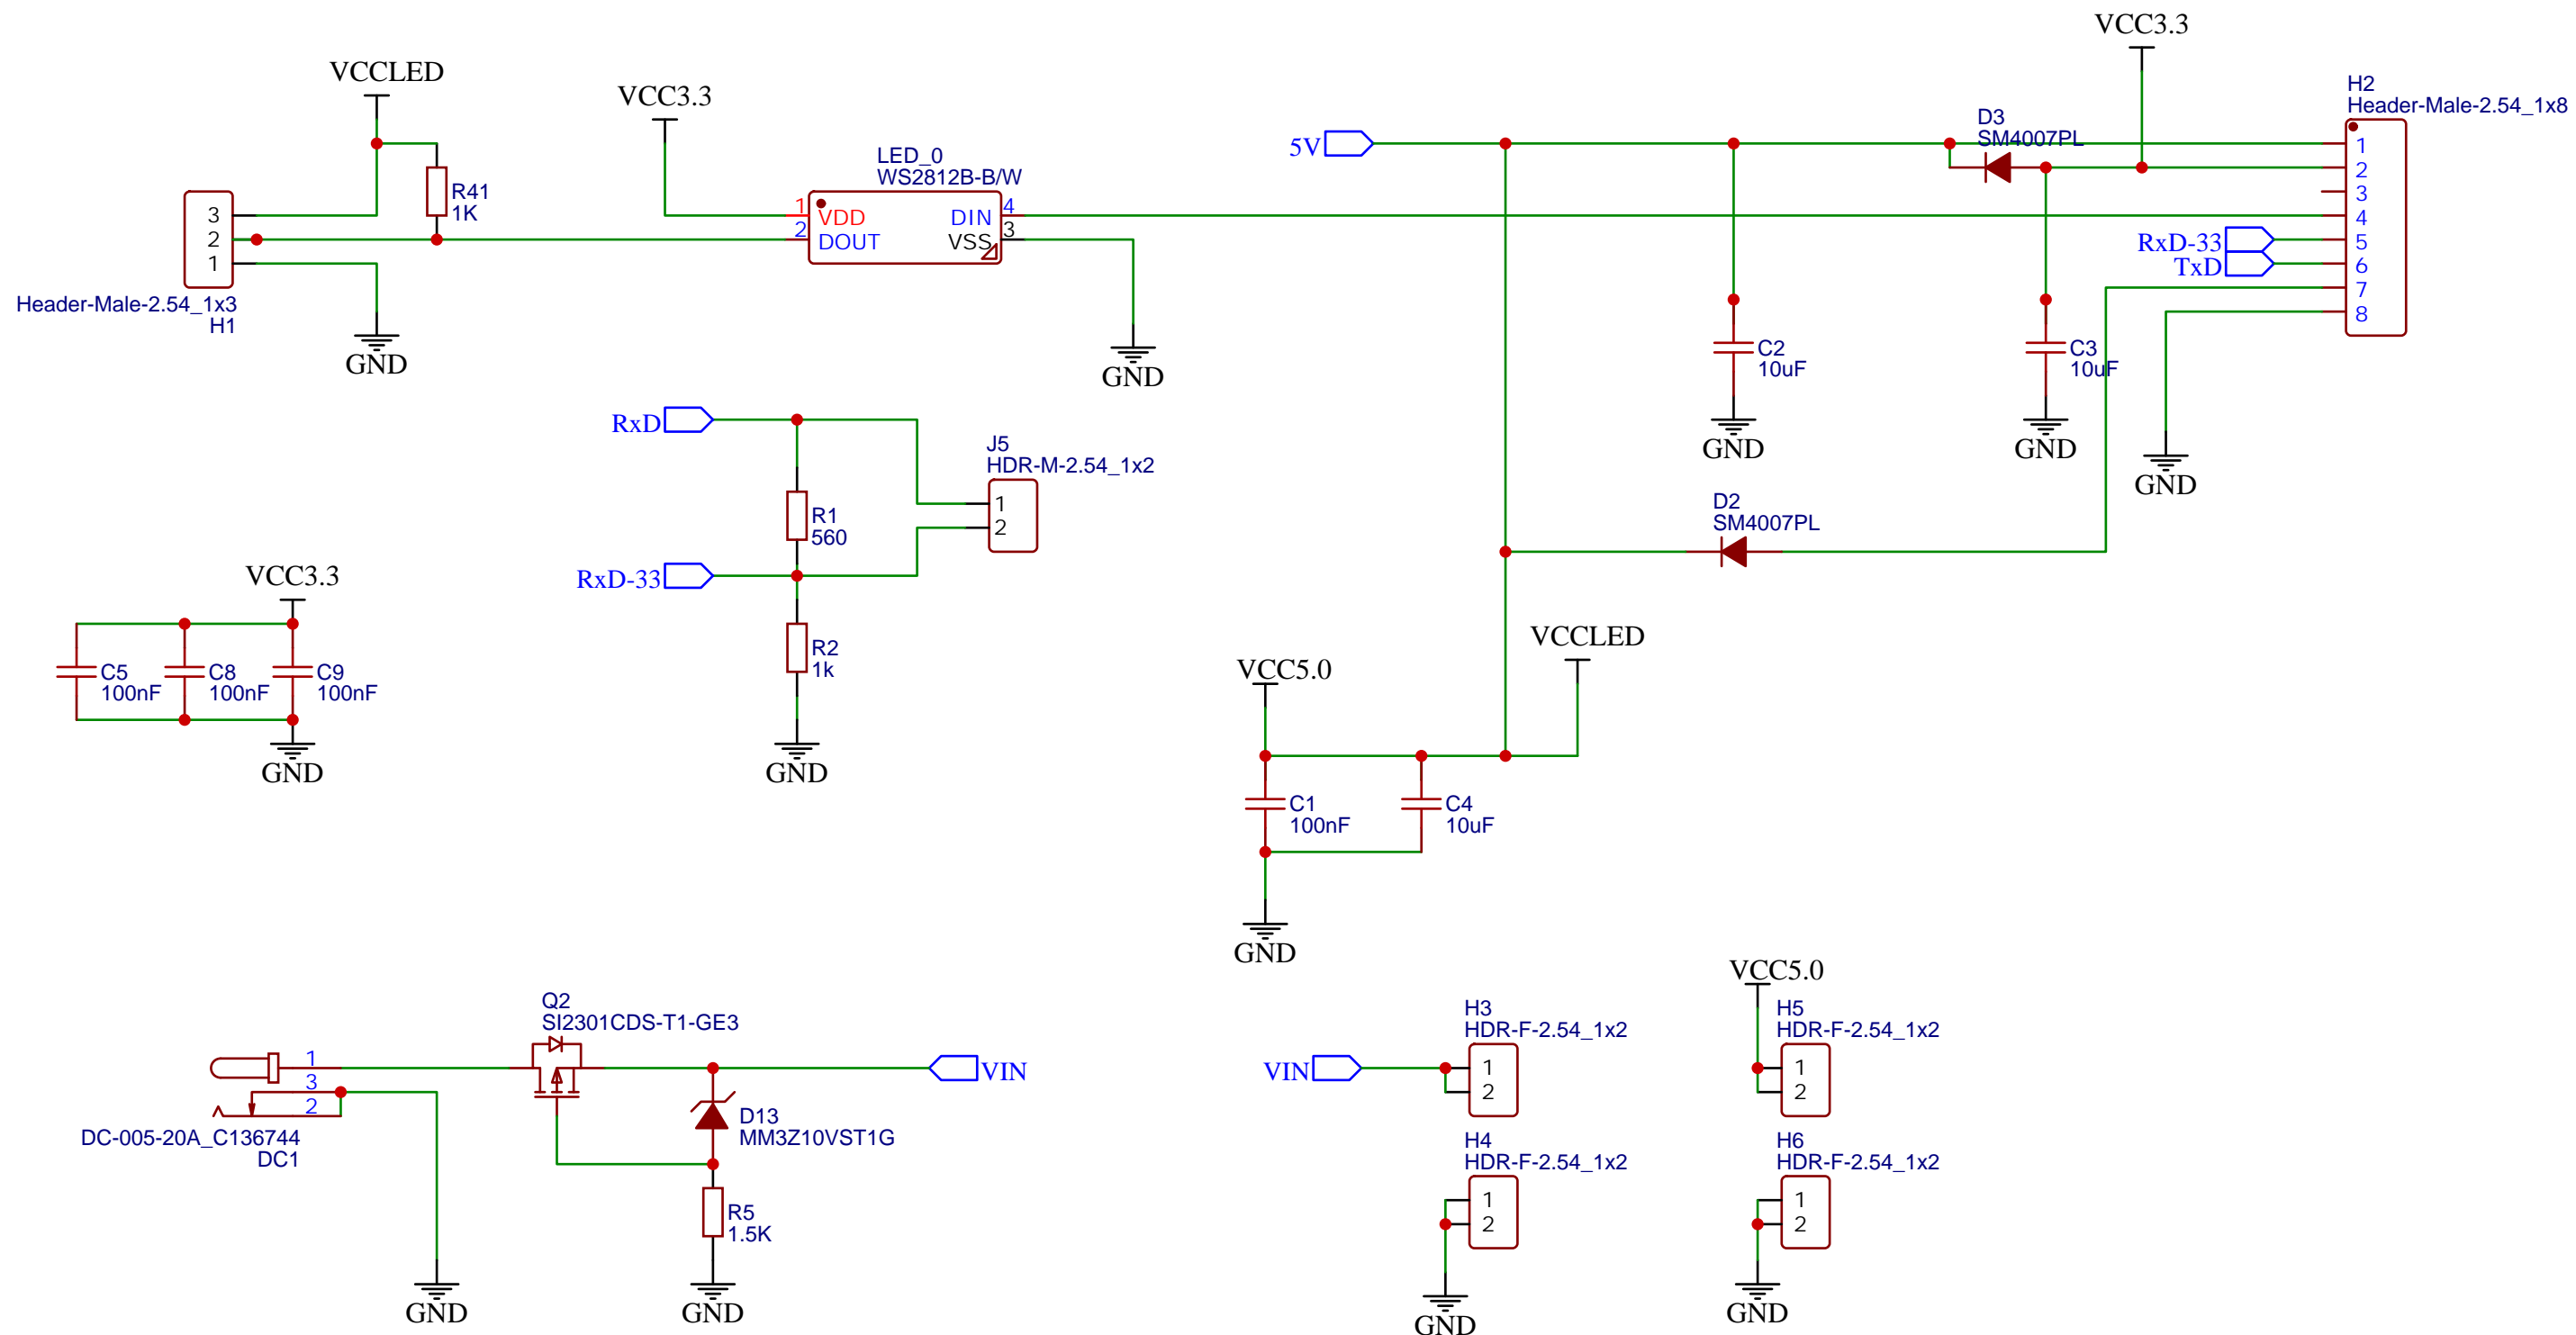 VCCLED
R41
1K
3
2
1
Header-Male-2.54_1x3
H1
GND
VCC3.3
LED_0
WS2812B-B/W
1
VDD
2
DOUT
DIN
4
VSS
3
GND
5V
VCC3.3
D3
SM4007PL
H2
Header-Male-2.54_1x8
1
2
3
4
5
6
7
8
RxD-33
TxD
C2
10uF
GND
C3
10uF
GND
GND
D2
SM4007PL
RxD
J5
HDR-M-2.54_1x2
1
2
R1
560
RxD-33
R2
1k
GND
VCC3.3
C5
100nF
C8
100nF
C9
100nF
GND
VCC5.0
VCCLED
C1
100nF
C4
10uF
GND
Q2
SI2301CDS-T1-GE3
1
3
2
DC-005-20A_C136744
DC1
GND
VIN
D13
MM3Z10VST1G
R5
1.5K
GND
VIN
H3
HDR-F-2.54_1x2
1
2
H4
HDR-F-2.54_1x2
1
2
GND
VCC5.0
H5
HDR-F-2.54_1x2
1
2
H6
HDR-F-2.54_1x2
1
2
GND